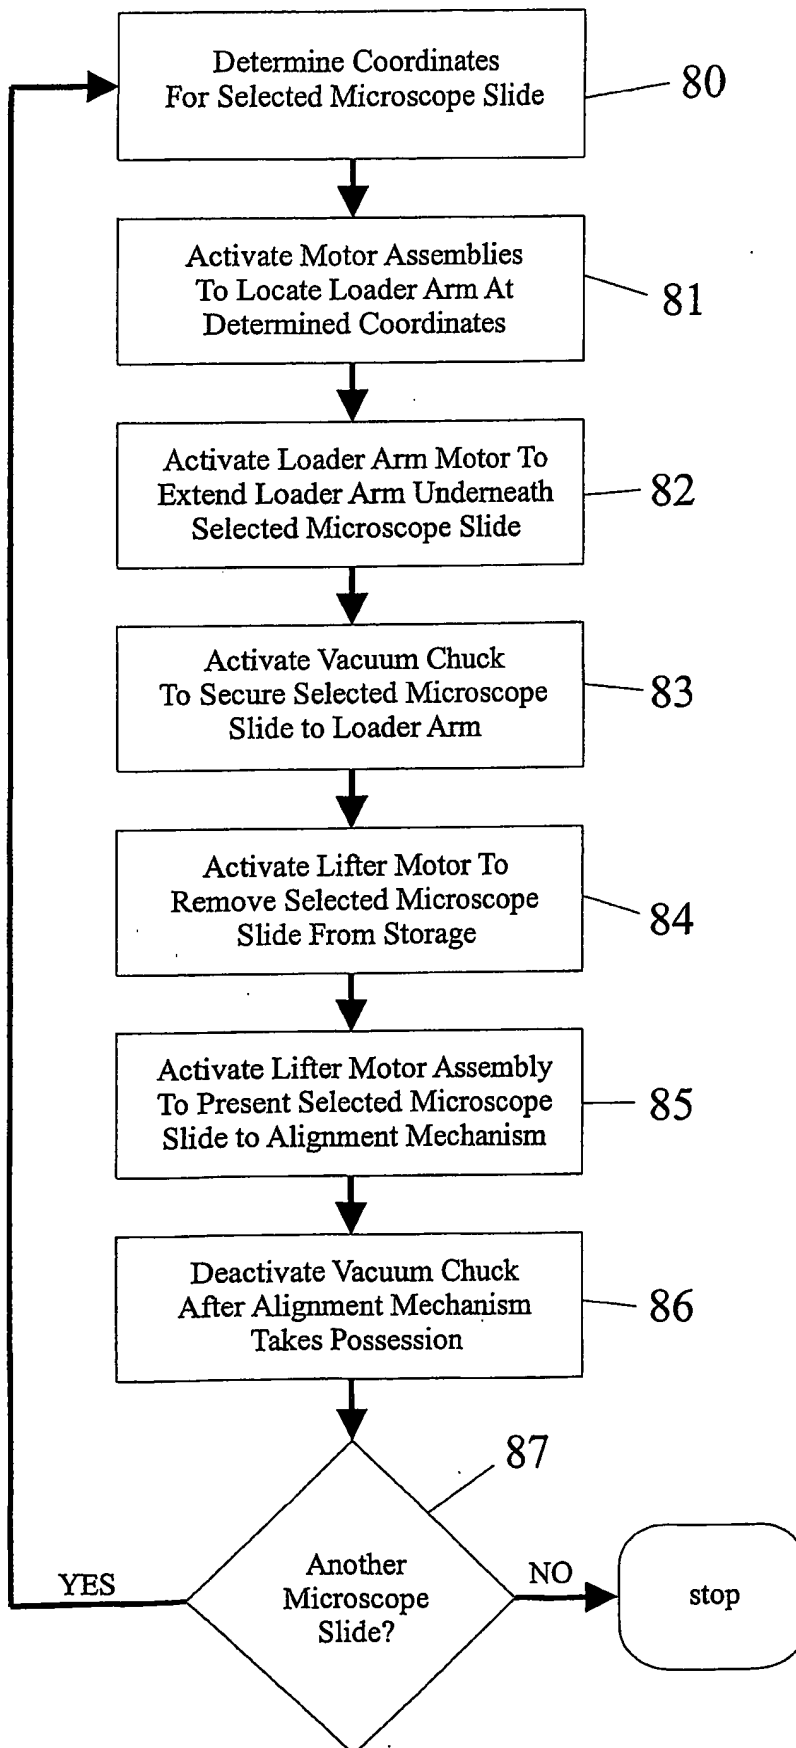 Determine Coordinates
For Selected Microscope Slide
80
Activate Motor Assemblies
To Locate Loader Arm At
Determined Coordinates
81
Activate Loader Arm Motor To
Extend Loader Arm Underneath
Selected Microscope Slide
82
Activate Vacuum Chuck
To Secure Selected Microscope
Slide to Loader Arm
83
Activate Lifter Motor To
Remove Selected Microscope
Slide From Storage
84
Activate Lifter Motor Assembly
To Present Selected Microscope
Slide to Alignment Mechanism
85
Deactivate Vacuum Chuck
After Alignment Mechanism
Takes Possession
86
87
Another
Microscope
Slide?
YES
NO
stop